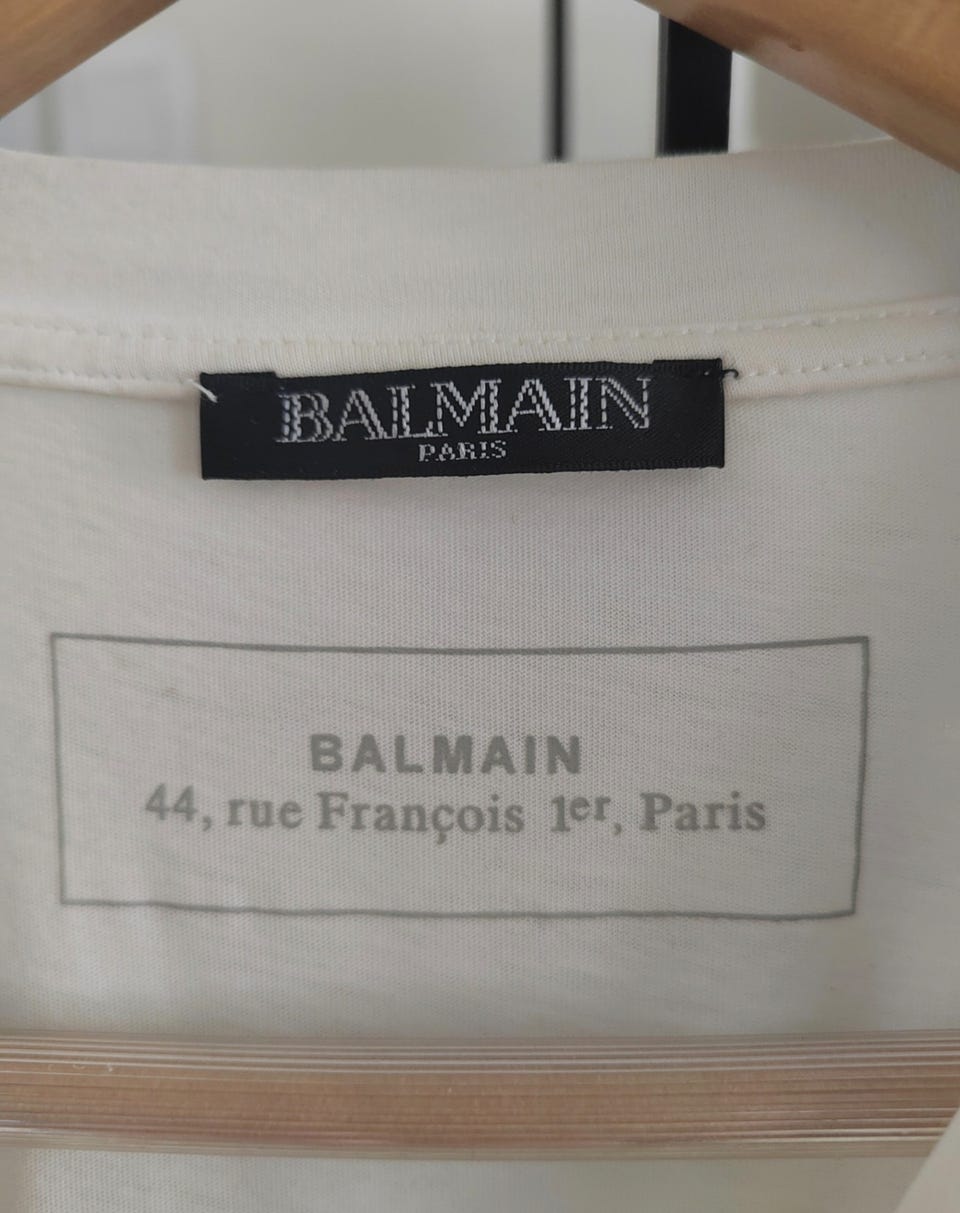 BALMAIN
PARIS
BALMAIN
44, rue François 1er, Paris